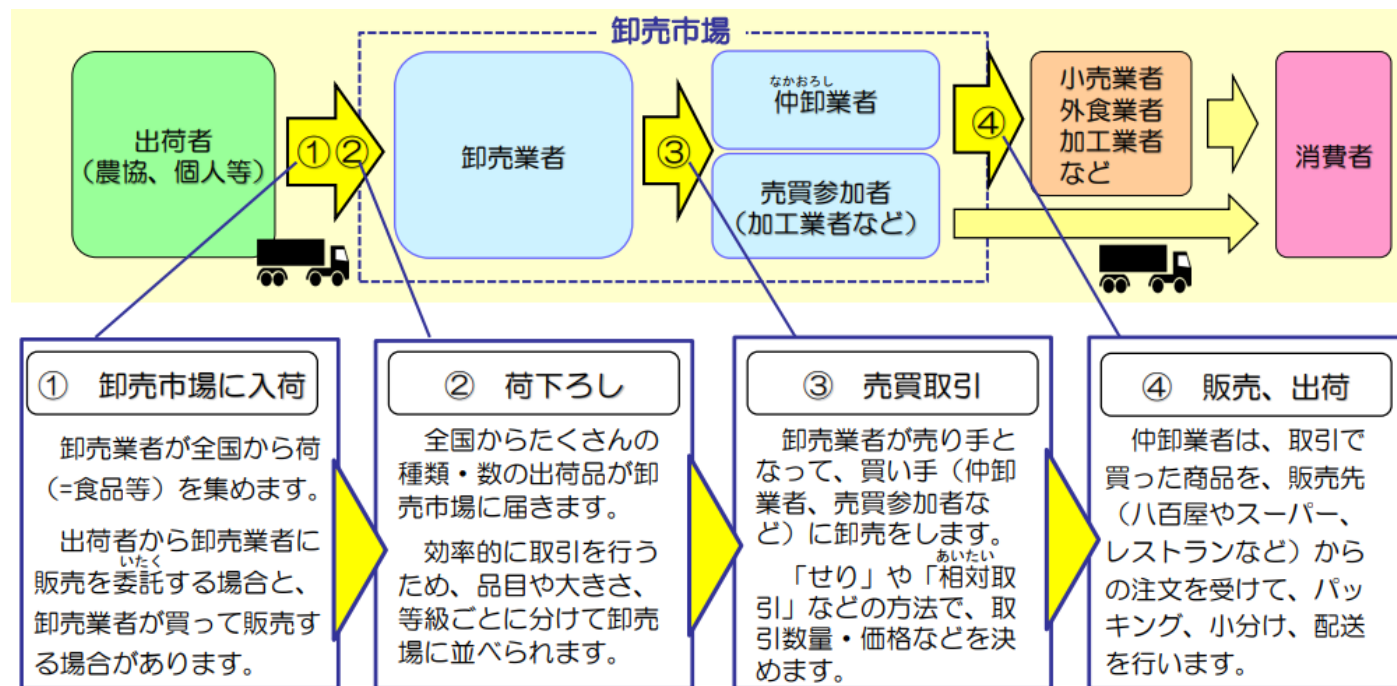 卸売市場
出荷者
（農協、個人等）
①②
卸売業者
③
なかおろし
仲卸業者
売買参加者
（加工業者など）
④
小売業者
外食業者
加工業者
など
消費者
① 卸売市場に入荷
卸売業者が全国から荷
（=食品等）を集めます。
出荷者から卸売業者に
いたく
販売を委託する場合と、
卸売業者が買って販売す
る場合があります。
② 荷下ろし
全国からたくさんの
種類・数の出荷品が卸
売市場に届きます。
効率的に取引を行う
ため、品目や大きさ、
等級ごとに分けて卸売
場に並べられます。
③ 売買取引
卸売業者が売り手と
なって、買い手（仲卸
業者、売買参加者な
ど）に卸売をします。
あいたい
「せり」や「相対取
引」などの方法で、取
引数量・価格などを決
めます。
④ 販売、出荷
仲卸業者は、取引で
買った商品を、販売先
（八百屋やスーパー、
レストランなど）から
の注文を受けて、パッ
キング、小分け、配送
を行います。